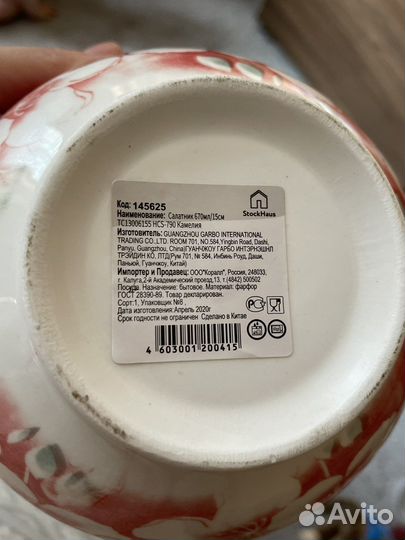 Код: 145625
Наименование: Салатник 670мл/15см
TC13006155 HCS-790 Камелия
StockHaus
Изготовитель: GUANGZHOU GARBO INTERNATIONAL
TRADING CO.,LTD. ROOM 701, NO.584,Yingbin Road, Dashi,
Panyu, Guangzhou, China)ГУАНЧЖОУ ГАРБО ИНТЭРНЭШНЛ
ТРЭЙДИН КО, ЛТД)Рум 701, № 584, Инбинь Роуд, Даши,
Паньюй, Гуанчжоу, Китай)
Импортер и Продавец: ООО"Коралл", Россия, 248033,
г. Калуга,2-й Академический проезд,13, т.(4842) 500502
Посуда. Назначение: бытовое. Материал: фарфор
ГОСТ 28390-89. Товар декларирован.
Сорт:1, Упаковщик №6 ,
Дата изготовления:Апрель 2020г
Срок годности не ограничен Сделано в Китае
4 603001 200415
Avito